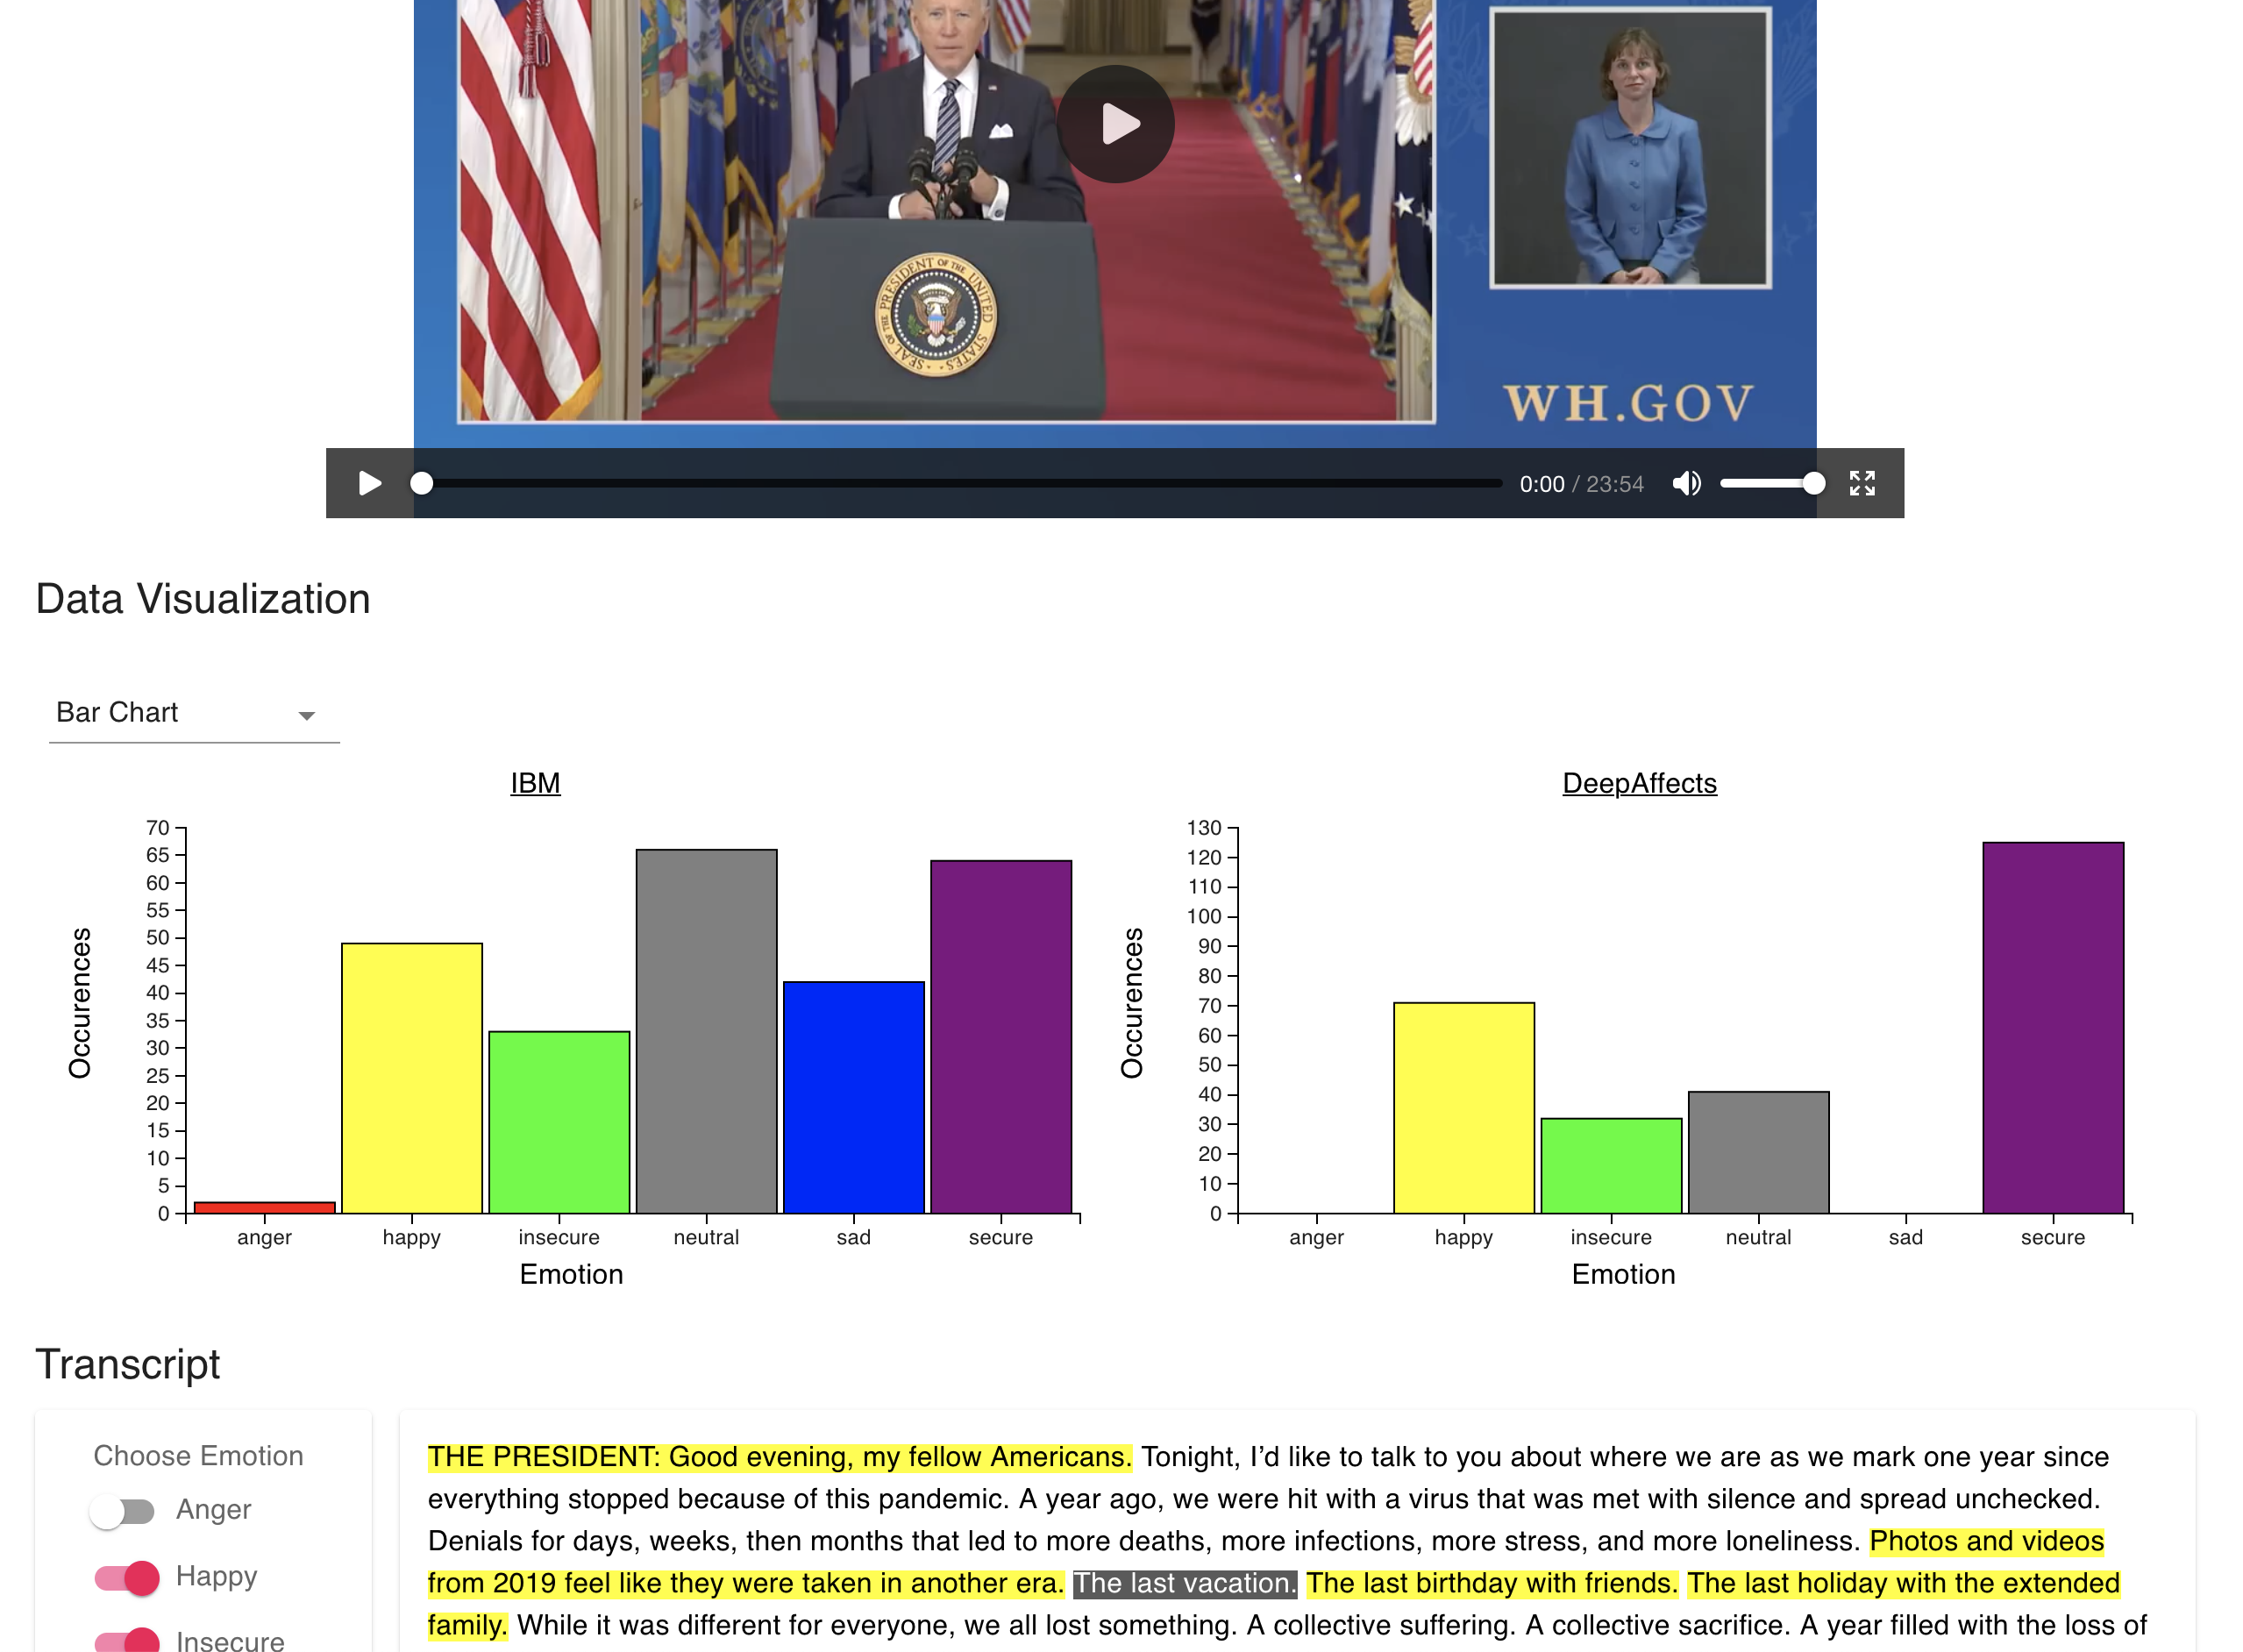 SEAL OF THE PRESIDENT OF THE UNITED STATES
WH.GOV
0:00 / 23:54
Data Visualization
Bar Chart
IBM
70
65
60
55
50
45
40
35
30
25
20
15
10
5
0
Occurences
anger happy insecure neutral sad secure
Emotion
DeepAffects
130
120
110
100
90
80
70
60
50
40
30
20
10
0
Occurences
anger happy insecure neutral sad secure
Emotion
Transcript
Choose Emotion
Anger
Happy
Insecure
THE PRESIDENT: Good evening, my fellow Americans. Tonight, I’d like to talk to you about where we are as we mark one year since
everything stopped because of this pandemic. A year ago, we were hit with a virus that was met with silence and spread unchecked.
Denials for days, weeks, then months that led to more deaths, more infections, more stress, and more loneliness. Photos and videos
from 2019 feel like they were taken in another era. The last vacation. The last birthday with friends. The last holiday with the extended
family. While it was different for everyone, we all lost something. A collective suffering. A collective sacrifice. A year filled with the loss of